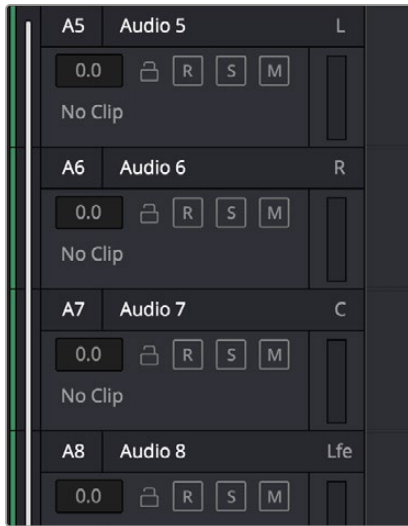 A5 Audio 5 L
0.0 R S M
No Clip
A6 Audio 6 R
0.0 R S M
No Clip
A7 Audio 7 C
0.0 R S M
No Clip
A8 Audio 8 Lfe
0.0 R S M